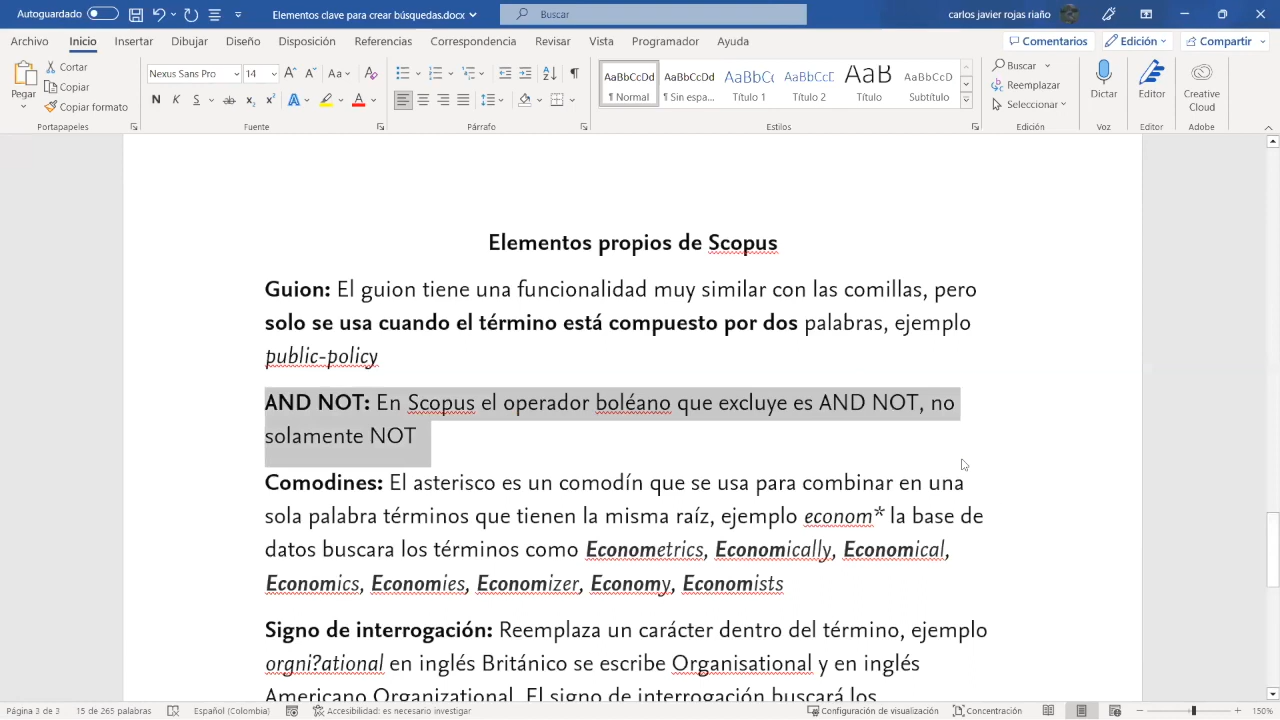 Autoguardado
Elementos clave para crear búsquedas.docx
Buscar
carlos javier rojas riaño
Archivo Inicio Insertar Dibujar Diseño Disposición Referencias Correspondencia Revisar Vista Programador Ayuda
Comentarios Edición Compartir
Pegar
Cortar
Copiar
Copiar formato
Portapapeles
Nexus Sans Pro 14
N K S
Fuente
Párrafo
AaBbCcDd AaBbCcDd AaBbCc AaBbCcE AaB AaBbCcDd
¶ Normal ¶ Sin espa... Título 1 Título 2 Título Subtítulo
Estilos
Buscar
Reemplazar
Seleccionar
Edición
Dictar
Voz
Editor
Editor
Creative Cloud
Adobe
Elementos propios de Scopus
Guion: El guion tiene una funcionalidad muy similar con las comillas, pero
solo se usa cuando el término está compuesto por dos palabras, ejemplo
public-policy
AND NOT: En Scopus el operador boléano que excluye es AND NOT, no
solamente NOT
Comodines: El asterisco es un comodín que se usa para combinar en una
sola palabra términos que tienen la misma raíz, ejemplo econom* la base de
datos buscara los términos como Econometrics, Economically, Economical,
Economics, Economies, Economizer, Economy, Economists
Signo de interrogación: Reemplaza un carácter dentro del término, ejemplo
orgni?ational en inglés Británico se escribe Organisational y en inglés
Americano Organizational. El signo de interrogación buscará los
Página 3 de 3 15 de 265 palabras Español (Colombia) Accesibilidad: es necesario investigar Configuración de visualización Concentración 150%